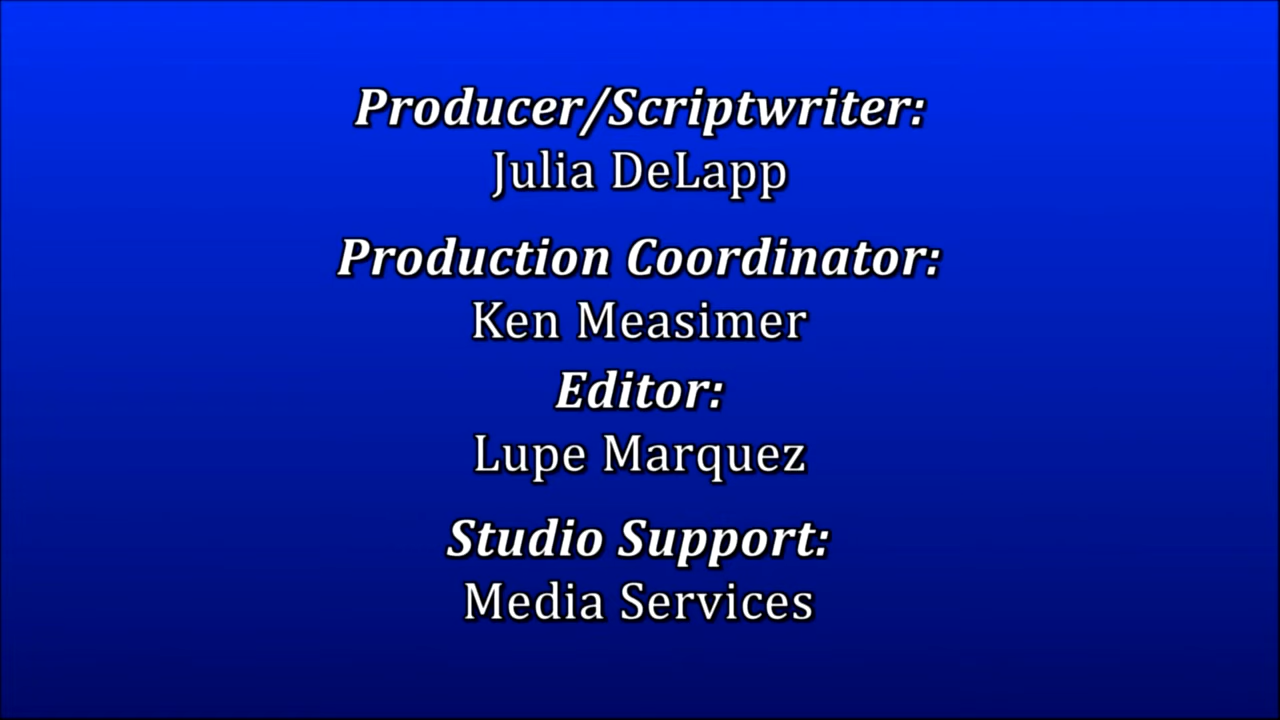 Producer/Scriptwriter:
Julia DeLapp
Production Coordinator:
Ken Measimer
Editor:
Lupe Marquez
Studio Support:
Media Services